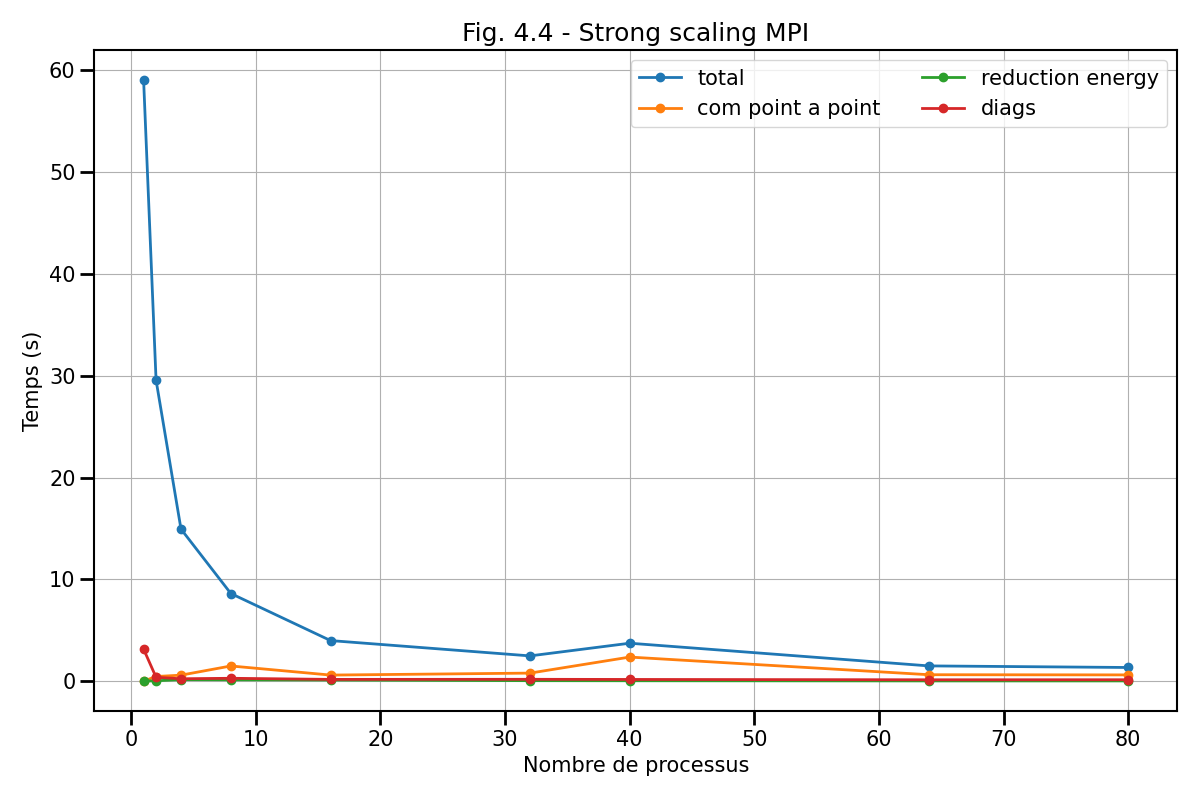 Fig. 4.4 - Strong scaling MPI
total
com point a point
reduction energy
diags
Temps (s)
60
50
40
30
20
10
0
0 10 20 30 40 50 60 70 80
Nombre de processus